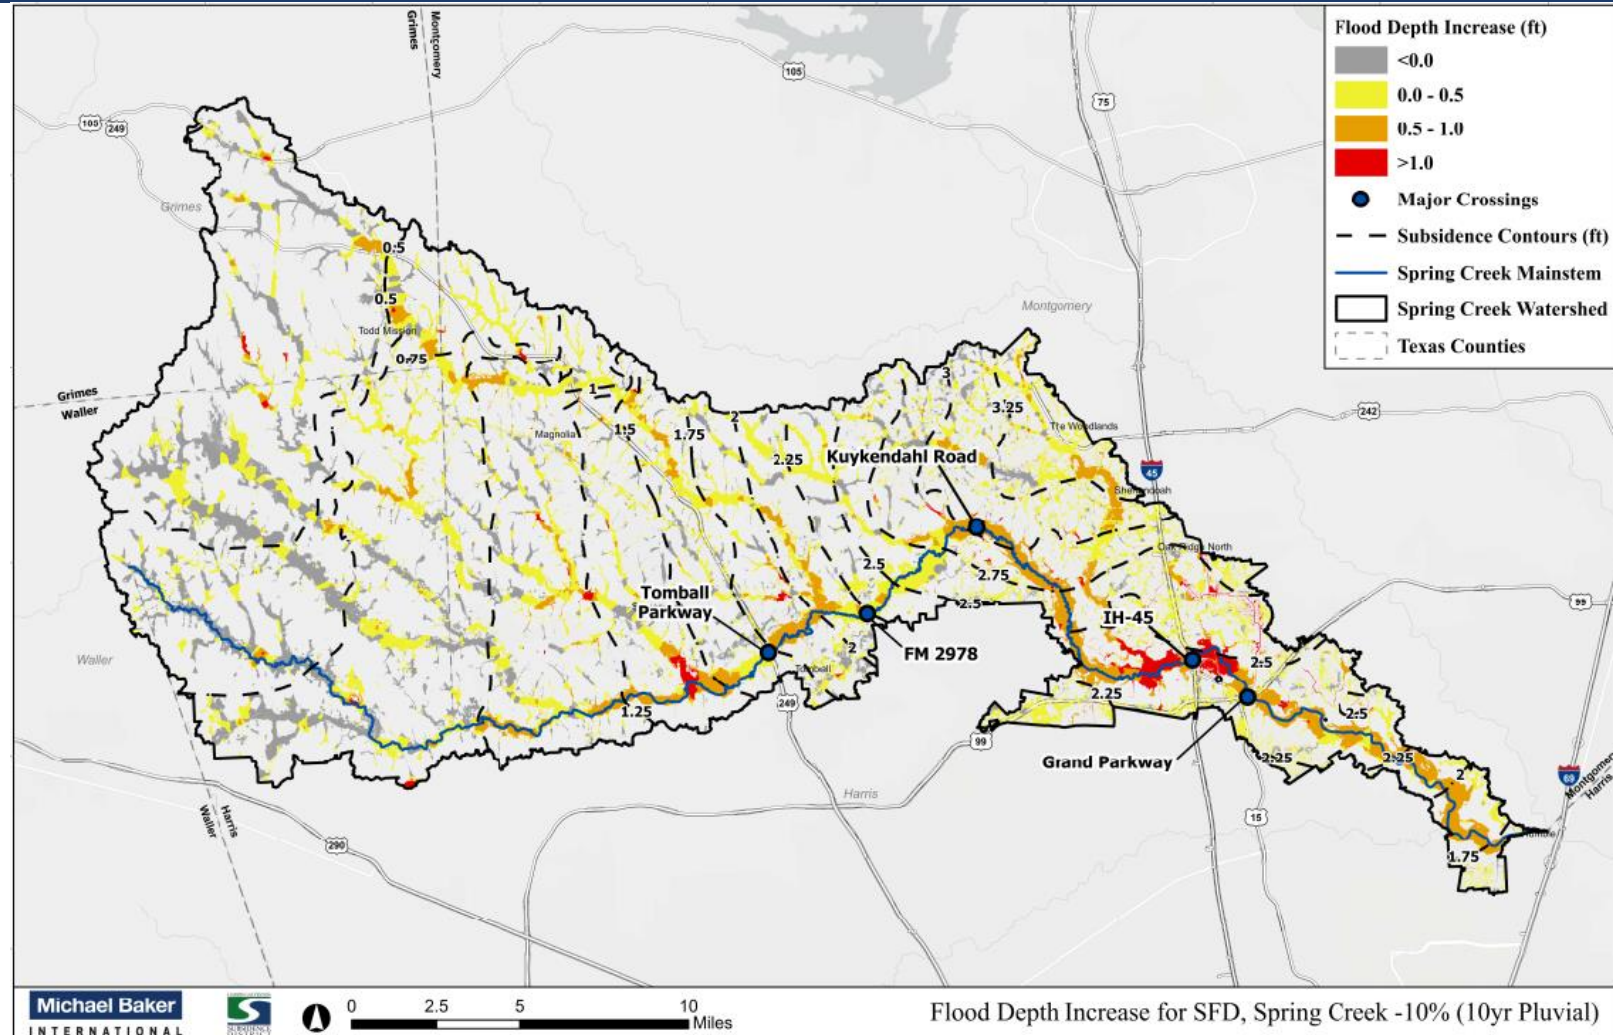 Flood Depth Increase (ft)
<0.0
0.0 - 0.5
0.5 - 1.0
>1.0
Major Crossings
Subsidence Contours (ft)
Spring Creek Mainstem
Spring Creek Watershed
Texas Counties
Grimes
Montgomery
105
75
105
249
Grimes
0.5
0.5
Todd Mission
0.75
Montgomery
Grimes
Waller
1
1.5
Magnolia
1.75
2
2.25
3
3.25
The Woodlands
242
Kuykendahl Road
45
Shenandoah
Oak Ridge North
2.5
2.75
2.5
99
Tomball
Parkway
IH-45
Waller
FM 2978
2
Tomball
2.5
2.25
1.25
249
99
2.5
Grand Parkway
2.25
2.25
2
69
Montgomery
Harris
Harris
Waller
Harris
15
290
1.75
Michael Baker
INTERNATIONAL
SUBSIDENCE
DISTRICT
0
2.5
5
10
Miles
Flood Depth Increase for SFD, Spring Creek -10% (10yr Pluvial)